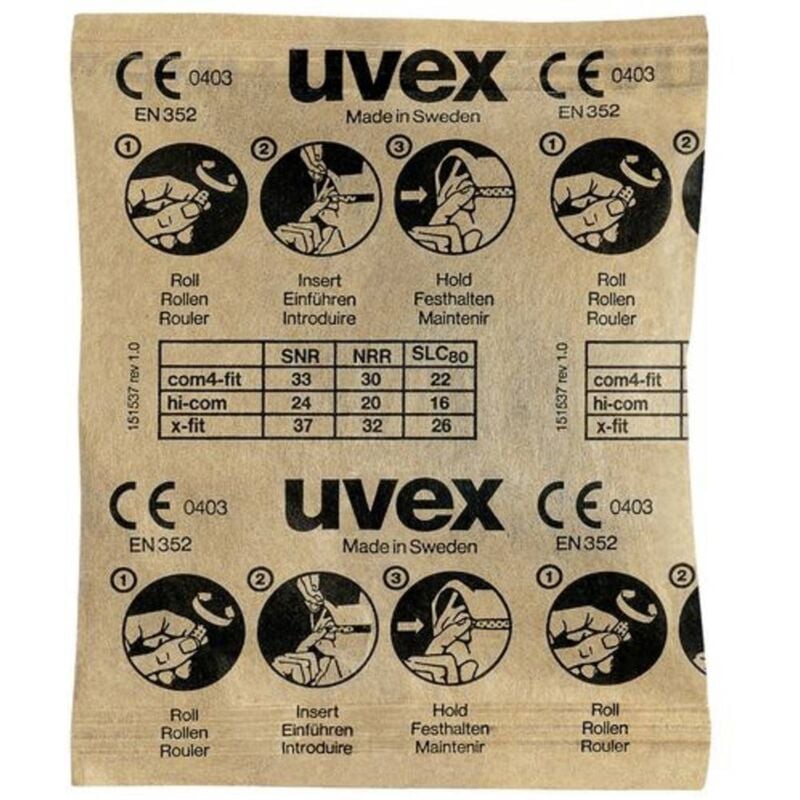 CE 0403 uvex CE 0403
EN 352 Made in Sweden EN 352
1 2 3 1 2
Roll Insert Hold Roll
Rollen Einführen Festhalten Rollen
Rouler Introduire Maintenir Rouler
151537 rev 1.0 151537 rev 1.0
SNR NRR SLC80
com4-fit 33 30 22 com4-fit
hi-com 24 20 16 hi-com
x-fit 37 32 26 x-fit
CE 0403 uvex CE 0403
EN 352 Made in Sweden EN 352
1 2 3 1 2
Roll Insert Hold Roll
Rollen Einführen Festhalten Rollen
Rouler Introduire Maintenir Rouler